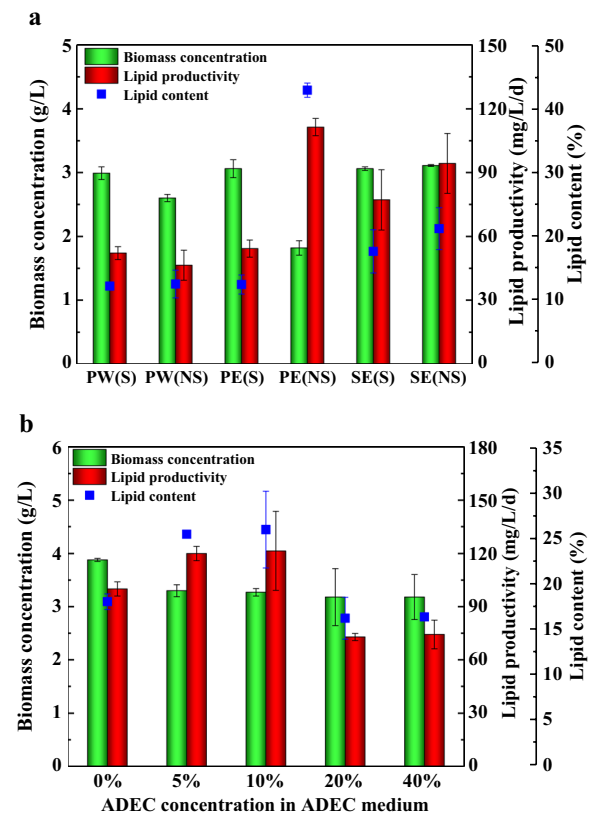 a
Biomass concentration (g/L)
5
4
3
2
1
0
Biomass concentration
Lipid productivity
Lipid content
PW(S) PW(NS) PE(S) PE(NS) SE(S) SE(NS)
150
120
90
60
30
0
Lipid productivity (mg/L/d)
50
40
30
20
10
0
Lipid content (%)
b
Biomass concentration (g/L)
6
5
4
3
2
1
0
Biomass concentration
Lipid productivity
Lipid content
0% 5% 10% 20% 40%
ADEC concentration in ADEC medium
180
150
120
90
60
30
0
Lipid productivity (mg/L/d)
35
30
25
20
15
10
5
0
Lipid content (%)